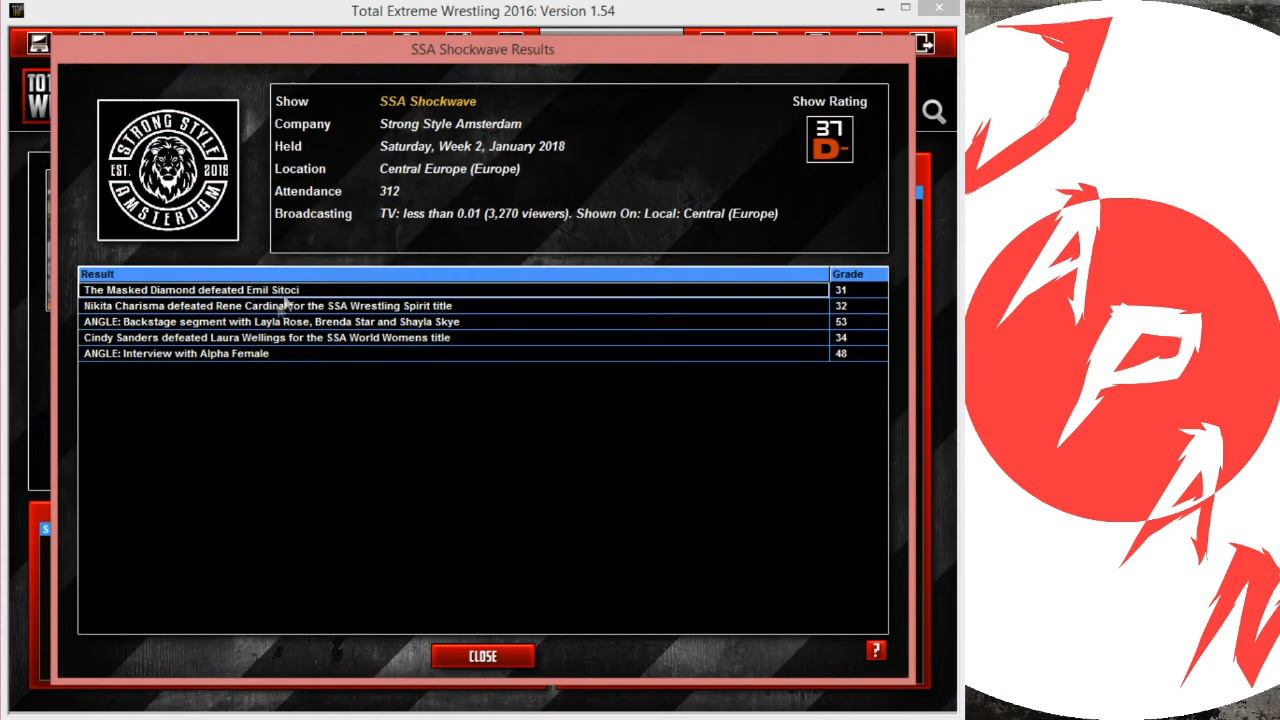 Total Extreme Wrestling 2016: Version 1.54
SSA Shockwave Results
STRONG STYLE
EST. 2018
AMSTERDAM
Show SSA Shockwave
Company Strong Style Amsterdam
Held Saturday, Week 2, January 2018
Location Central Europe (Europe)
Attendance 312
Broadcasting TV: less than 0.01 (3,270 viewers). Shown On: Local: Central (Europe)
Show Rating
37
D-
Result Grade
The Masked Diamond defeated Emil Sitoci 31
Nikita Charisma defeated Rene Cardinal for the SSA Wrestling Spirit title 32
ANGLE: Backstage segment with Layla Rose, Brenda Star and Shayla Skye 53
Cindy Sanders defeated Laura Wellings for the SSA World Womens title 34
ANGLE: Interview with Alpha Female 48
CLOSE
?
JAPAN